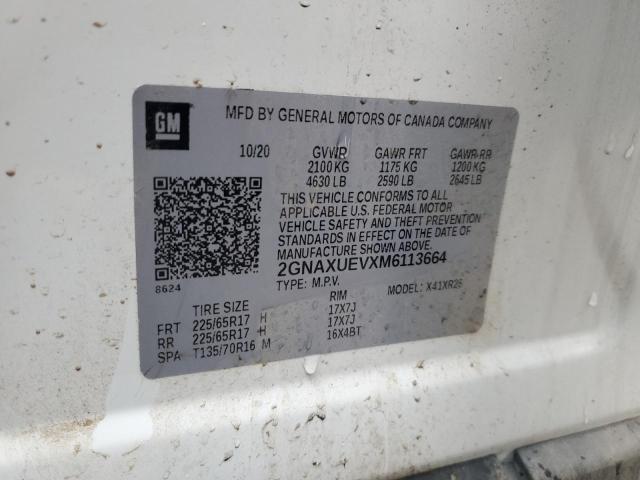 GM
MFD BY GENERAL MOTORS OF CANADA COMPANY
10/20 GVWR GAWR FRT GAWR RR
2100 KG 1175 KG 1200 KG
4630 LB 2590 LB 2645 LB
THIS VEHICLE CONFORMS TO ALL
APPLICABLE U.S. FEDERAL MOTOR
VEHICLE SAFETY AND THEFT PREVENTION
STANDARDS IN EFFECT ON THE DATE OF
MANUFACTURE SHOWN ABOVE.
2GNAXUEVXM6113664
8624
TYPE: M.P.V. MODEL: X41XR26
TIRE SIZE RIM
FRT 225/65R17 H 17X7J
RR 225/65R17 H 17X7J
SPA T135/70R16 M 16X4BT